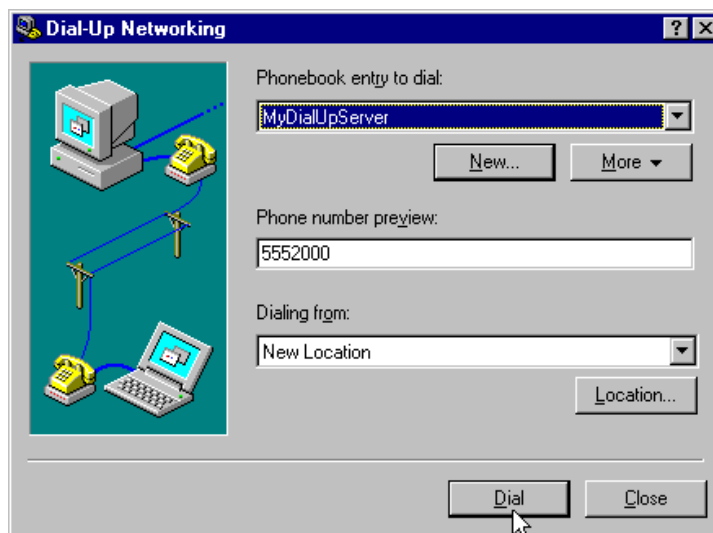 Dial-Up Networking
Phonebook entry to dial:
MyDialUpServer
New...
More
Phone number preview:
5552000
Dialing from:
New Location
Location...
Dial
Close